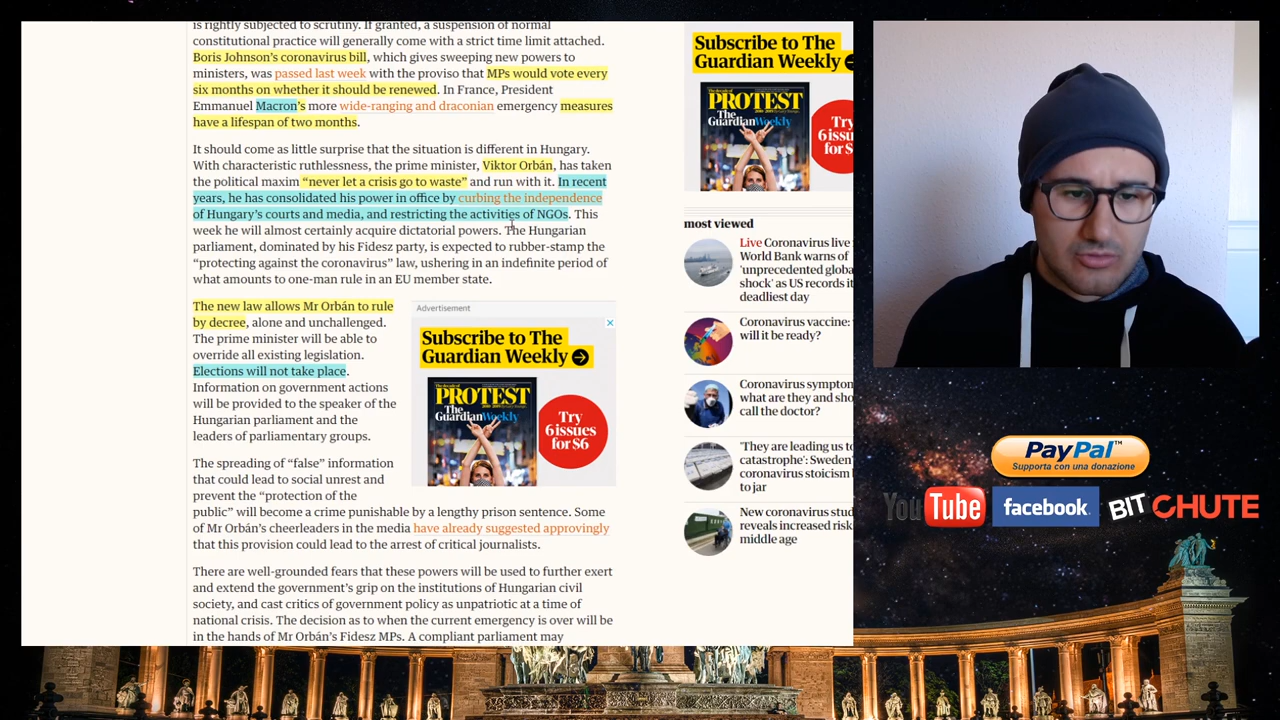 is rightly subjected to scrutiny. If granted, a suspension of normal
constitutional practice will generally come with a strict time limit attached.
Boris Johnson's coronavirus bill, which gives sweeping new powers to
ministers, was passed last week with the proviso that MPs would vote every
six months on whether it should be renewed. In France, President
Emmanuel Macron's more wide-ranging and draconian emergency measures
have a lifespan of two months.
It should come as little surprise that the situation is different in Hungary.
With characteristic ruthlessness, the prime minister, Viktor Orbán, has taken
the political maxim “never let a crisis go to waste” and run with it. In recent
years, he has consolidated his power in office by curbing the independence
of Hungary's courts and media, and restricting the activities of NGOs. This
week he will almost certainly acquire dictatorial powers. The Hungarian
parliament, dominated by his Fidesz party, is expected to rubber-stamp the
“protecting against the coronavirus” law, ushering in an indefinite period of
what amounts to one-man rule in an EU member state.
The new law allows Mr Orbán to rule
by decree, alone and unchallenged.
The prime minister will be able to
override all existing legislation.
Elections will not take place.
Information on government actions
will be provided to the speaker of the
Hungarian parliament and the
leaders of parliamentary groups.
The spreading of “false” information
that could lead to social unrest and
prevent the “protection of the
public” will become a crime punishable by a lengthy prison sentence. Some
of Mr Orbán's cheerleaders in the media have already suggested approvingly
that this provision could lead to the arrest of critical journalists.
There are well-grounded fears that these powers will be used to further exert
and extend the government's grip on the institutions of Hungarian civil
society, and cast critics of government policy as unpatriotic at a time of
national crisis. The decision as to when the current emergency is over will be
in the hands of Mr Orbán's Fidesz MPs. A compliant parliament may
Advertisement
Subscribe to The
Guardian Weekly
PROTEST
The Guardian Weekly
Try
6 issues
for $6
Subscribe to The
Guardian Weekly
PROTEST
The Guardian Weekly
Try
6 issu
for $
most viewed
Live Coronavirus live
World Bank warns of
'unprecedented globa
shock' as US records it
deadliest day
Coronavirus vaccine:
will it be ready?
Coronavirus symptom
what are they and sho
call the doctor?
'They are leading us to
catastrophe': Sweden'
coronavirus stoicism
to jar
New coronavirus stud
reveals increased risk
middle age
PayPal™
Supporta con una donazione
YouTube
facebook
BITCHUTE